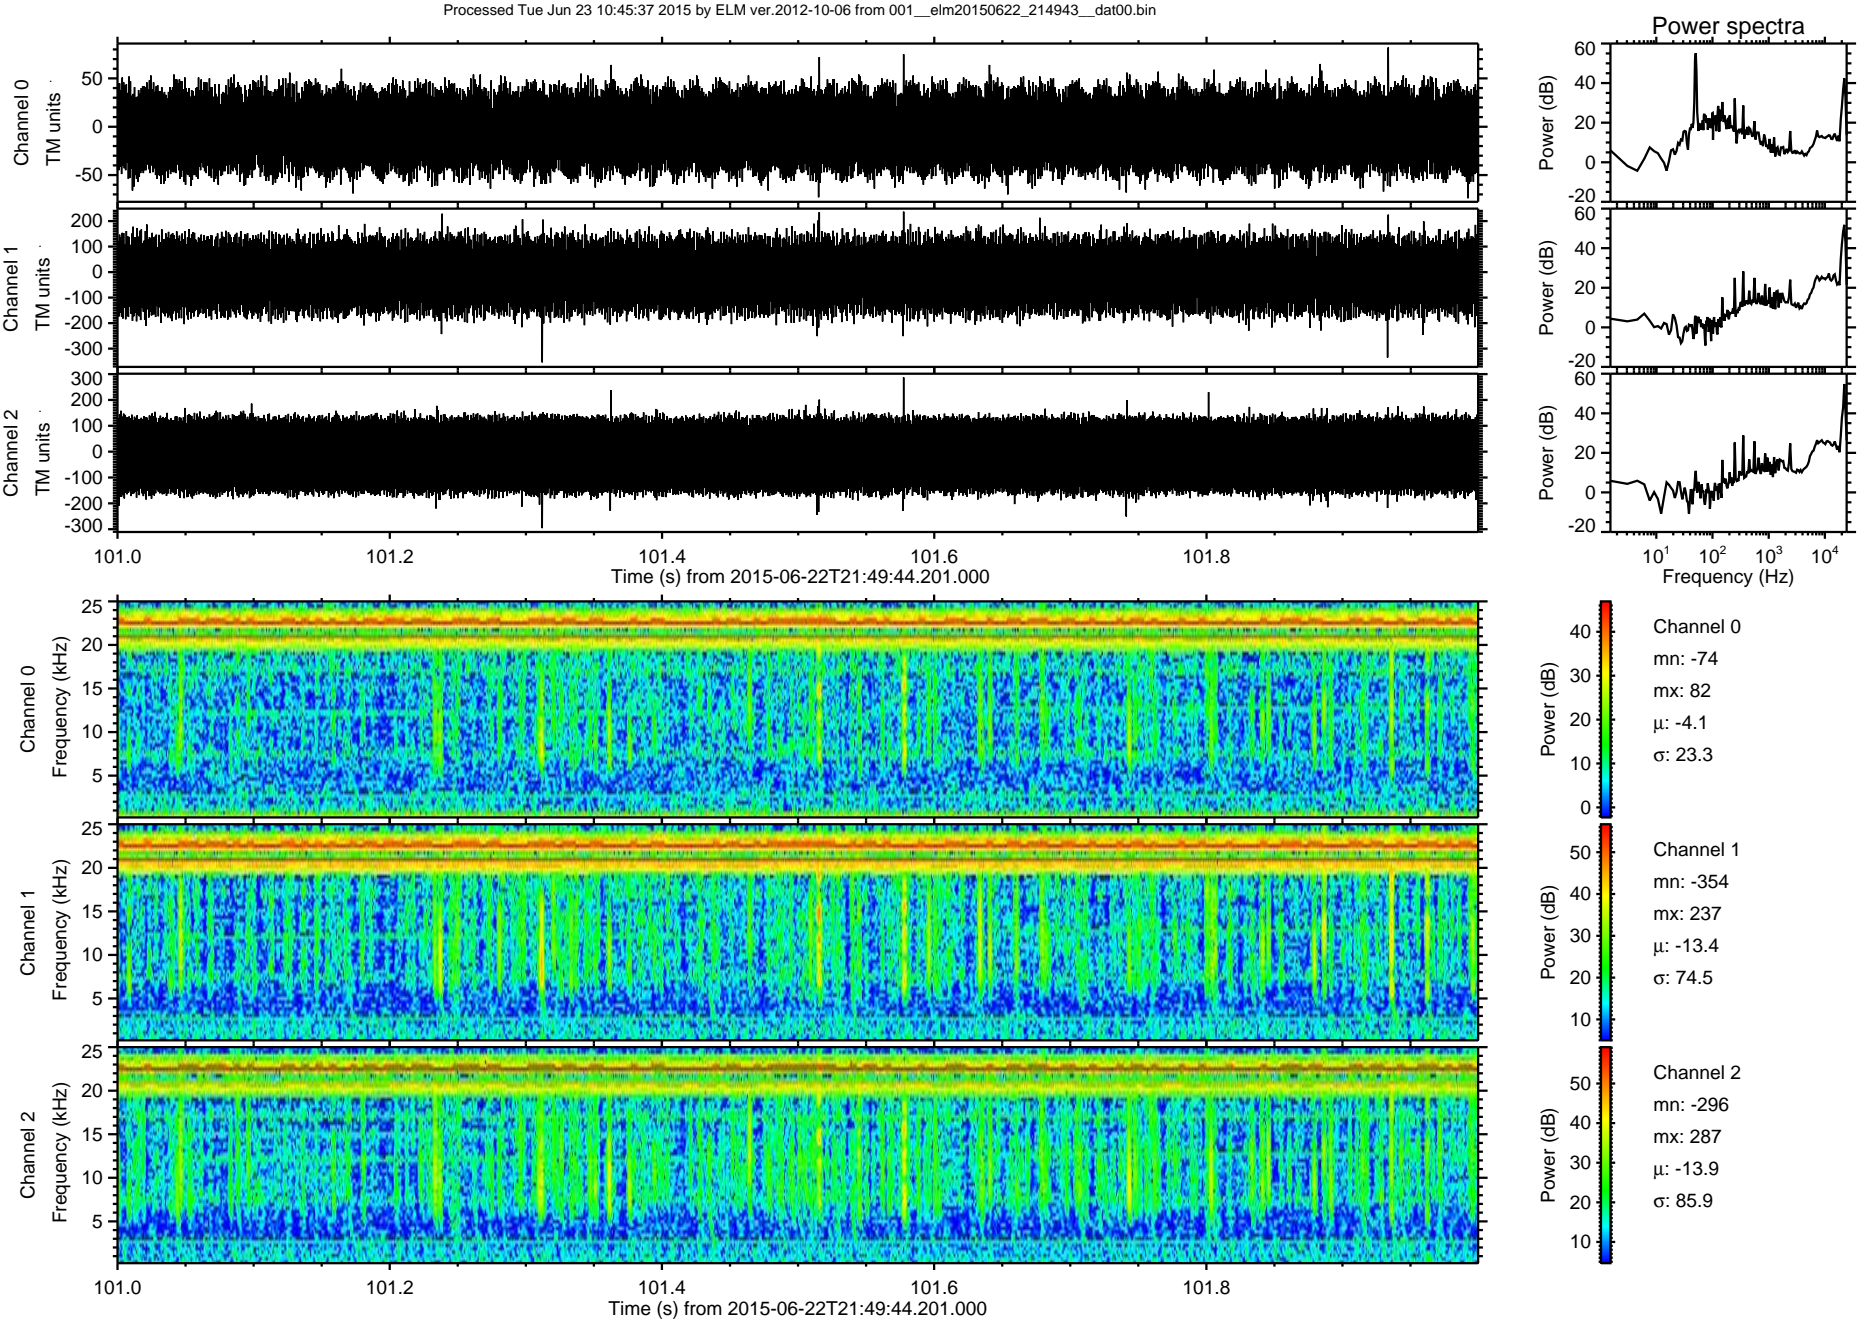 Processed Tue Jun 23 10:45:37 2015 by ELM ver.2012-10-06 from 001__elm20150622_214943__dat00.bin
Power spectra
Channel 0
TM units
50
0
-50
Power (dB)
60
40
20
0
-20
Channel 1
TM units
200
100
0
-100
-200
-300
Power (dB)
60
40
20
0
-20
Channel 2
TM units
300
200
100
0
-100
-200
-300
Power (dB)
60
40
20
0
-20
101.0 101.2 101.4 101.6 101.8
Time (s) from 2015-06-22T21:49:44.201.000
10¹ 10² 10³ 10⁴
Frequency (Hz)
Channel 0
Frequency (kHz)
25
20
15
10
5
Power (dB)
40
30
20
10
0
Channel 0
mn: -74
mx: 82
μ: -4.1
σ: 23.3
Channel 1
Frequency (kHz)
25
20
15
10
5
Power (dB)
50
40
30
20
10
Channel 1
mn: -354
mx: 237
μ: -13.4
σ: 74.5
Channel 2
Frequency (kHz)
25
20
15
10
5
Power (dB)
50
40
30
20
10
Channel 2
mn: -296
mx: 287
μ: -13.9
σ: 85.9
101.0 101.2 101.4 101.6 101.8
Time (s) from 2015-06-22T21:49:44.201.000